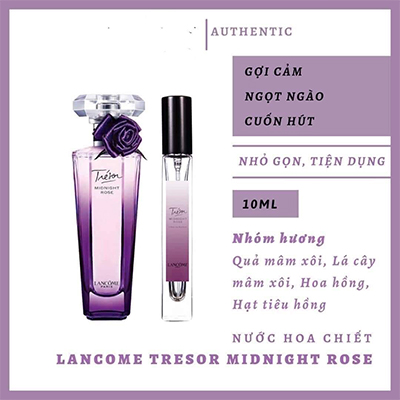 AUTHENTIC
GỢI CẢM
NGỌT NGÀO
CUỐN HÚT
NHỎ GỌN, TIỆN DỤNG
10ML
Nhóm hương
Quả mâm xôi, Lá cây
mâm xôi, Hoa hồng,
Hạt tiêu hồng
NƯỚC HOA CHIẾT
LANCOME TRESOR MIDNIGHT ROSE
Trésor
MIDNIGHT
ROSE
LANCÔME
PARIS
Trésor
LANCÔME